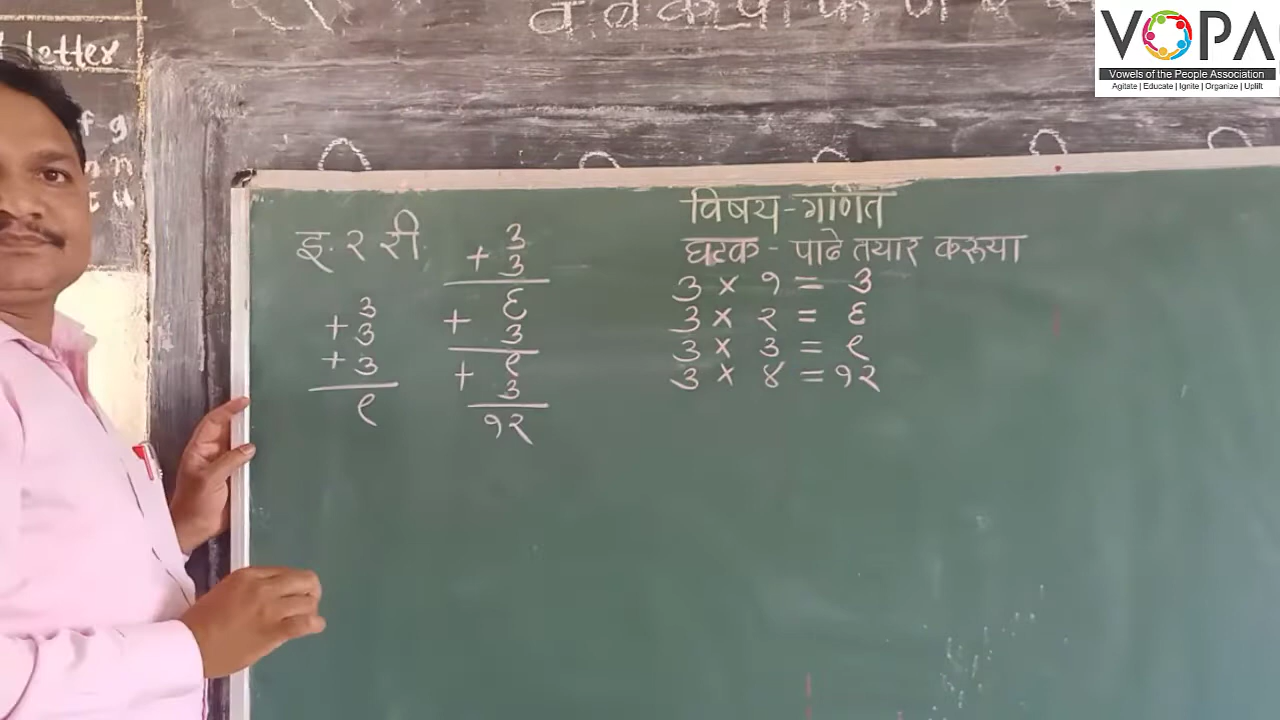 letter
VOPA
Vowels of the People Association
Agitate | Educate | Ignite | Organize | Uplift
इ. २ री
३
+ ३
+ ३
९
३
+ ३
६
+ ३
९
+ ३
१२
विषय - गणित
घटक - पाढे तयार करूया
३ × १ = ३
३ × २ = ६
३ × ३ = ९
३ × ४ = १२